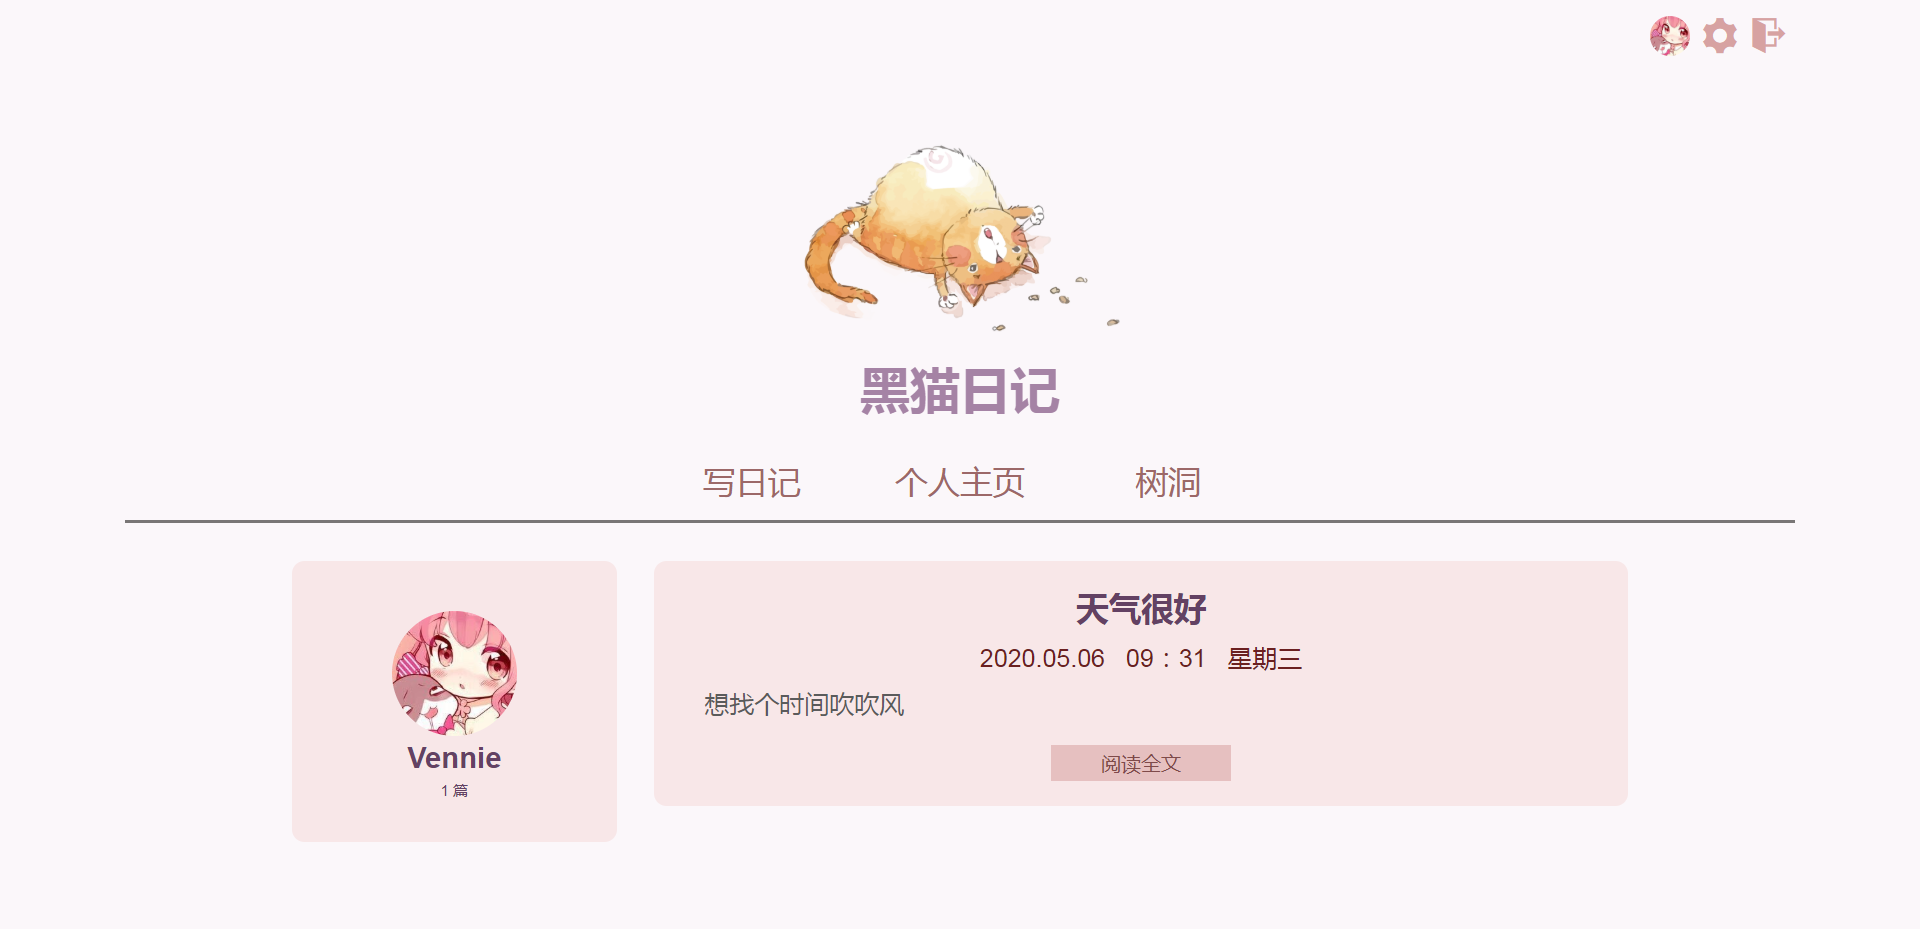 黑猫日记
写日记 个人主页 树洞
Vennie
1 篇
天气很好
2020.05.06 09：31 星期三
想找个时间吹吹风
阅读全文